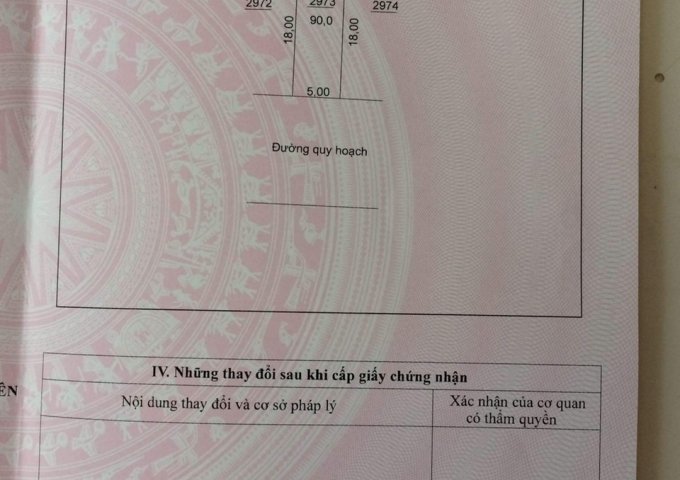 2972 2973 2974
18,00 90,0 18,00
5,00
Đường quy hoạch
IV. Những thay đổi sau khi cấp giấy chứng nhận
Nội dung thay đổi và cơ sở pháp lý
Xác nhận của cơ quan
có thẩm quyền
ÊN